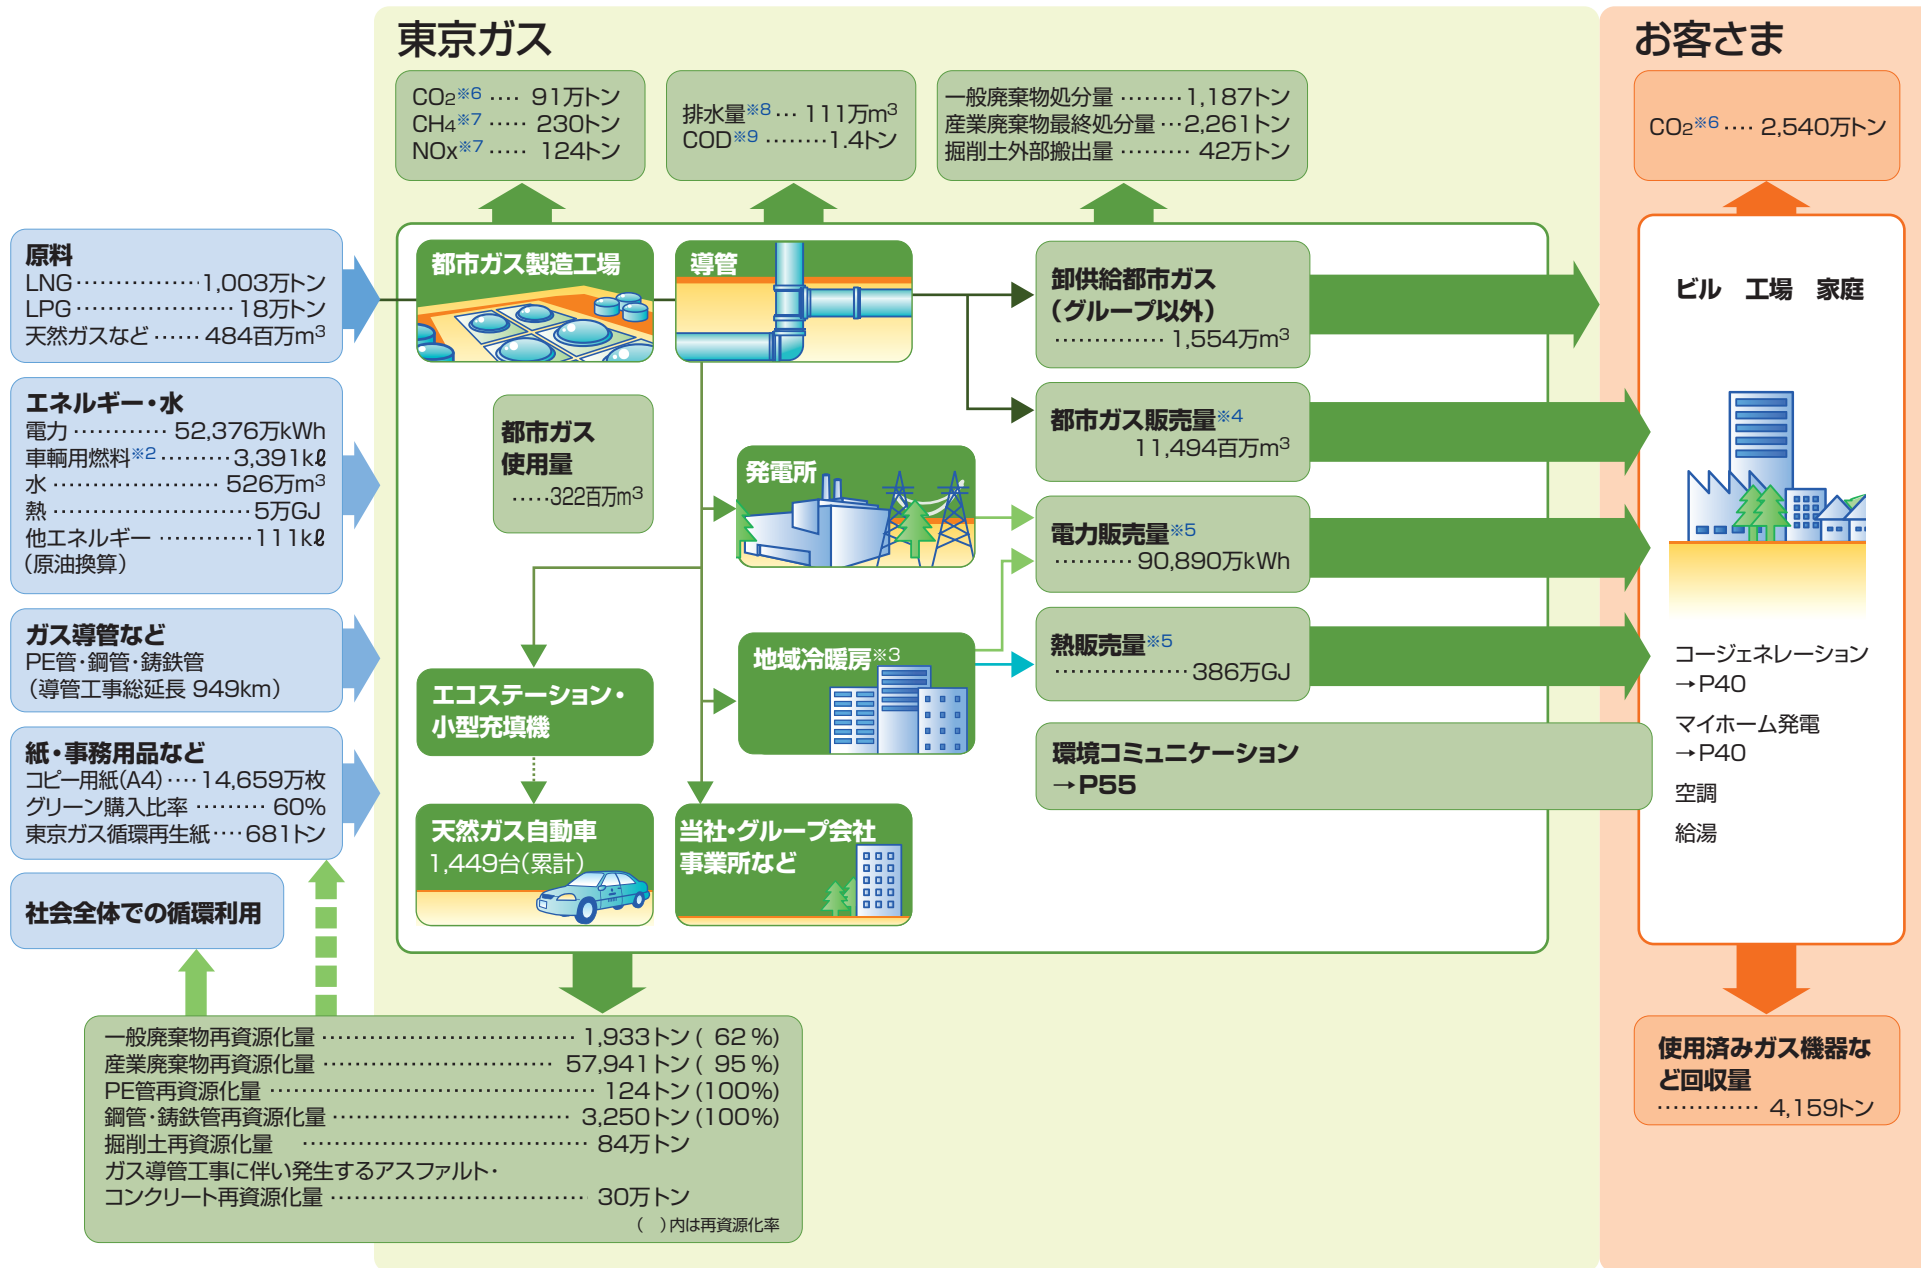 東京ガス
お客さま
CO2※6 ···· 91万トン
CH4※7 ····· 230トン
NOx※7 ····· 124トン
排水量※8 ··· 111万m³
COD※9 ········1.4トン
一般廃棄物処分量 ········1,187トン
産業廃棄物最終処分量 ···2,261トン
掘削土外部搬出量 ········· 42万トン
CO2※6 ···· 2,540万トン
原料
LNG ················1,003万トン
LPG ····················18万トン
天然ガスなど ······ 484百万m³
エネルギー・水
電力 ············ 52,376万kWh
車輌用燃料※2 ·········3,391kℓ
水 ····················· 526万m³
熱 ························· 5万GJ
他エネルギー ············111kℓ
(原油換算)
ガス導管など
PE管・鋼管・鋳鉄管
(導管工事総延長 949km)
紙・事務用品など
コピー用紙(A4) ···· 14,659万枚
グリーン購入比率 ········· 60%
東京ガス循環再生紙 ···· 681トン
社会全体での循環利用
都市ガス製造工場
導管
都市ガス
使用量
·····322百万m³
発電所
地域冷暖房※3
エコステーション・
小型充填機
天然ガス自動車
1,449台(累計)
当社・グループ会社
事業所など
卸供給都市ガス
(グループ以外)
·············· 1,554万m³
都市ガス販売量※4
11,494百万m³
電力販売量※5
·········· 90,890万kWh
熱販売量※5
················· 386万GJ
環境コミュニケーション
→P55
ビル 工場 家庭
コージェネレーション
→P40
マイホーム発電
→P40
空調
給湯
一般廃棄物再資源化量 ·························· 1,933トン ( 62 %)
産業廃棄物再資源化量 ······················· 57,941トン ( 95 %)
PE管再資源化量 ································· 124トン (100%)
鋼管・鋳鉄管再資源化量 ························ 3,250トン (100%)
掘削土再資源化量 ····························· 84万トン
ガス導管工事に伴い発生するアスファルト・
コンクリート再資源化量 ·························· 30万トン
( )内は再資源化率
使用済みガス機器な
ど回収量
············· 4,159トン